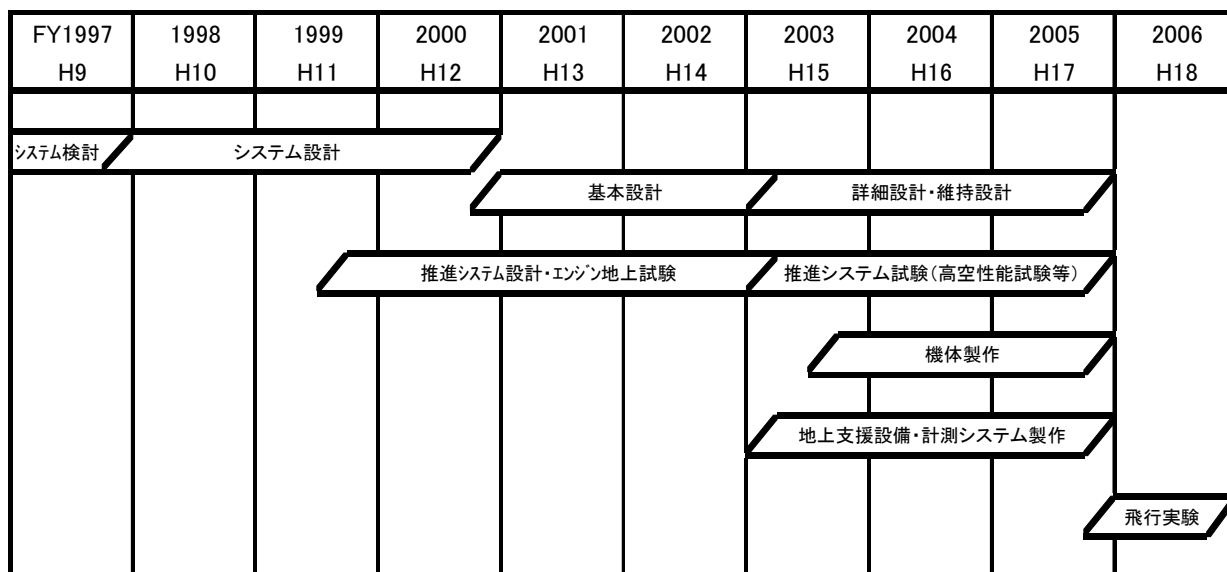 FY1997 1998 1999 2000 2001 2002 2003 2004 2005 2006
H9 H10 H11 H12 H13 H14 H15 H16 H17 H18
ｼｽﾃﾑ検討 システム設計
基本設計 詳細設計・維持設計
推進ｼｽﾃﾑ設計・ｴﾝｼﾞﾝ地上試験 推進システム試験(高空性能試験等)
機体製作
地上支援設備・計測システム製作
飛行実験